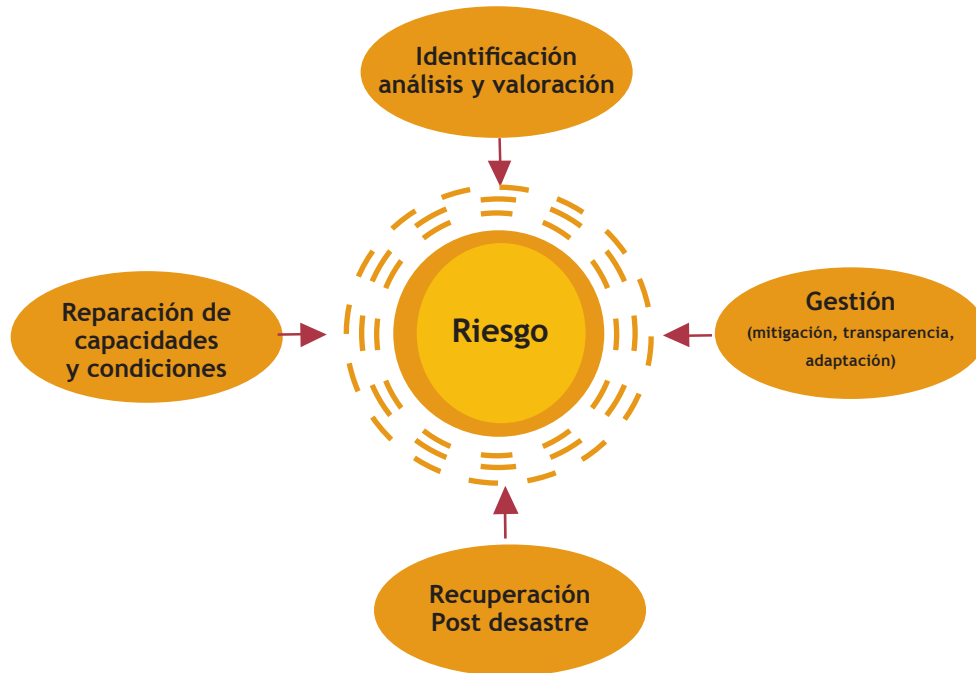 Identificación
análisis y valoración
Reparación de
capacidades
y condiciones
Riesgo
Gestión
(mitigación, transparencia,
adaptación)
Recuperación
Post desastre